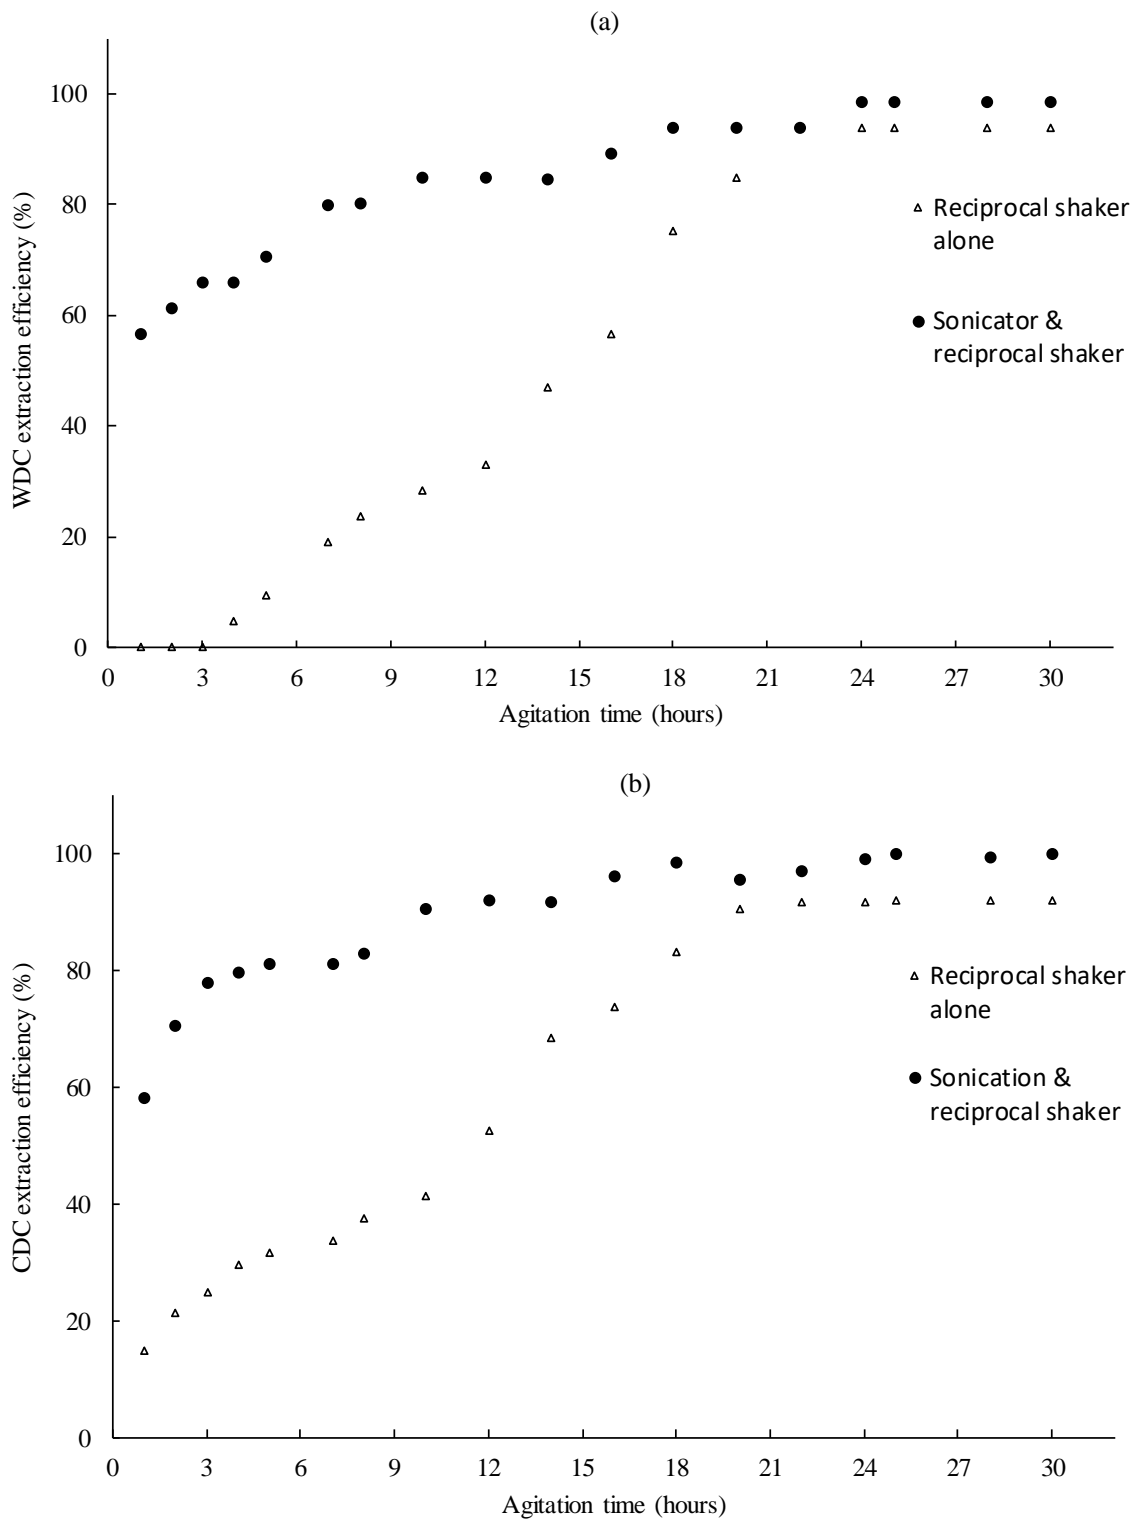 (a)
100
80
60
40
20
0
WDC extraction efficiency (%)
Reciprocal shaker
alone
Sonicator &
reciprocal shaker
0 3 6 9 12 15 18 21 24 27 30
Agitation time (hours)
(b)
100
80
60
40
20
0
CDC extraction efficiency (%)
Reciprocal shaker
alone
Sonication &
reciprocal shaker
0 3 6 9 12 15 18 21 24 27 30
Agitation time (hours)